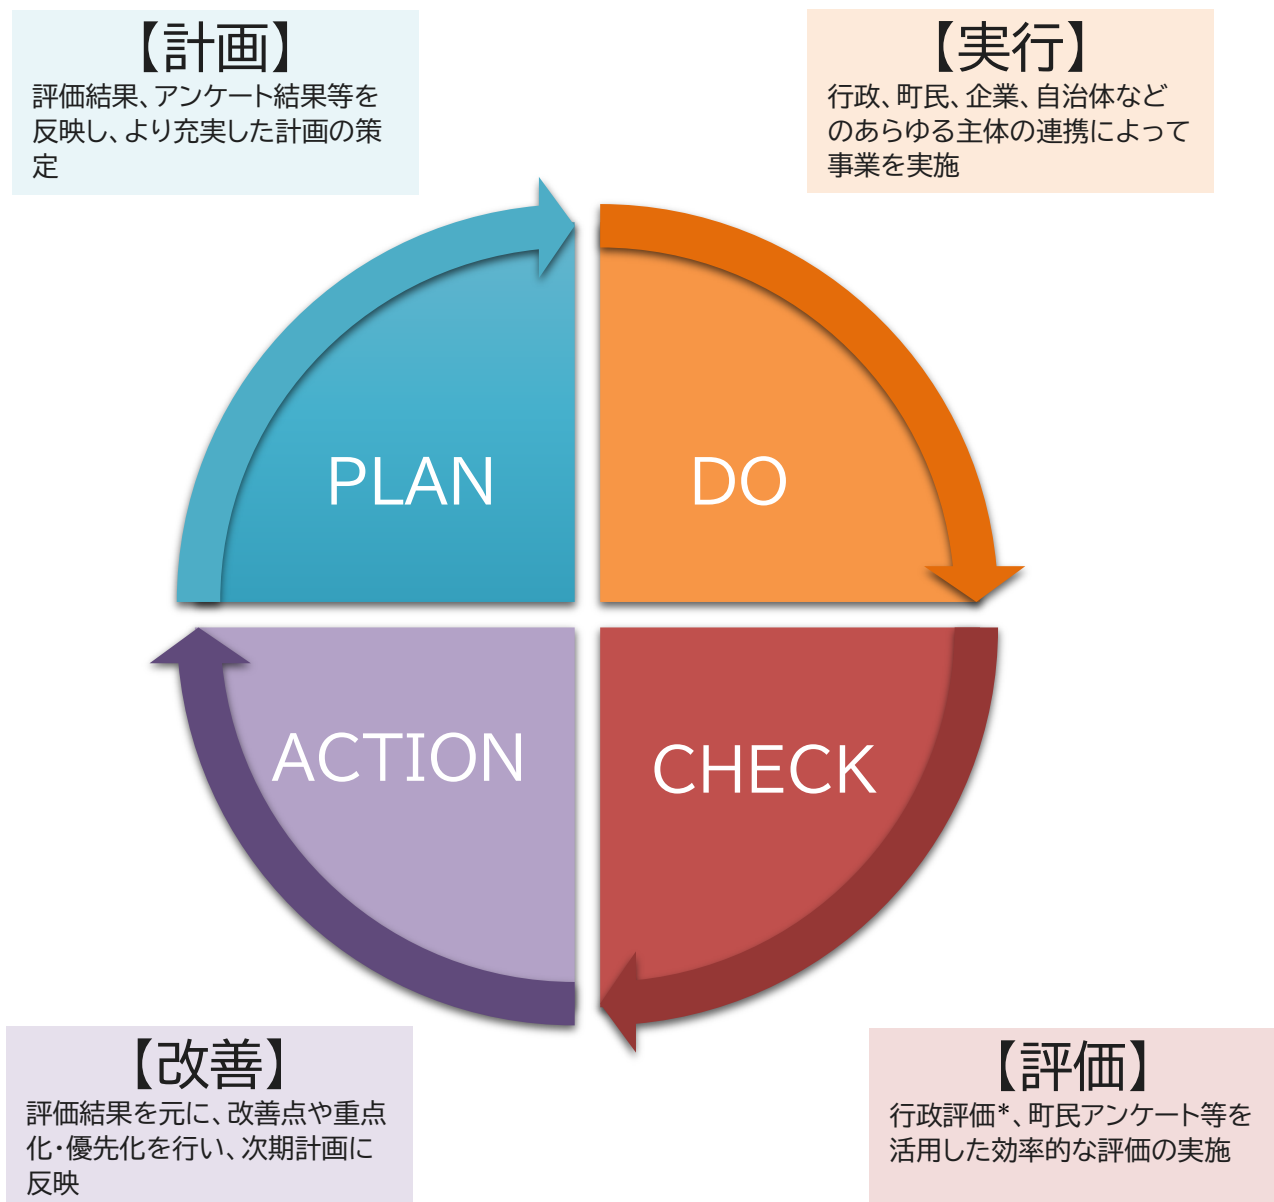 【計画】
評価結果、アンケート結果等を
反映し、より充実した計画の策
定
【実行】
行政、町民、企業、自治体など
のあらゆる主体の連携によって
事業を実施
PLAN
DO
ACTION
CHECK
【改善】
評価結果を元に、改善点や重点
化・優先化を行い、次期計画に
反映
【評価】
行政評価*、町民アンケート等を
活用した効率的な評価の実施